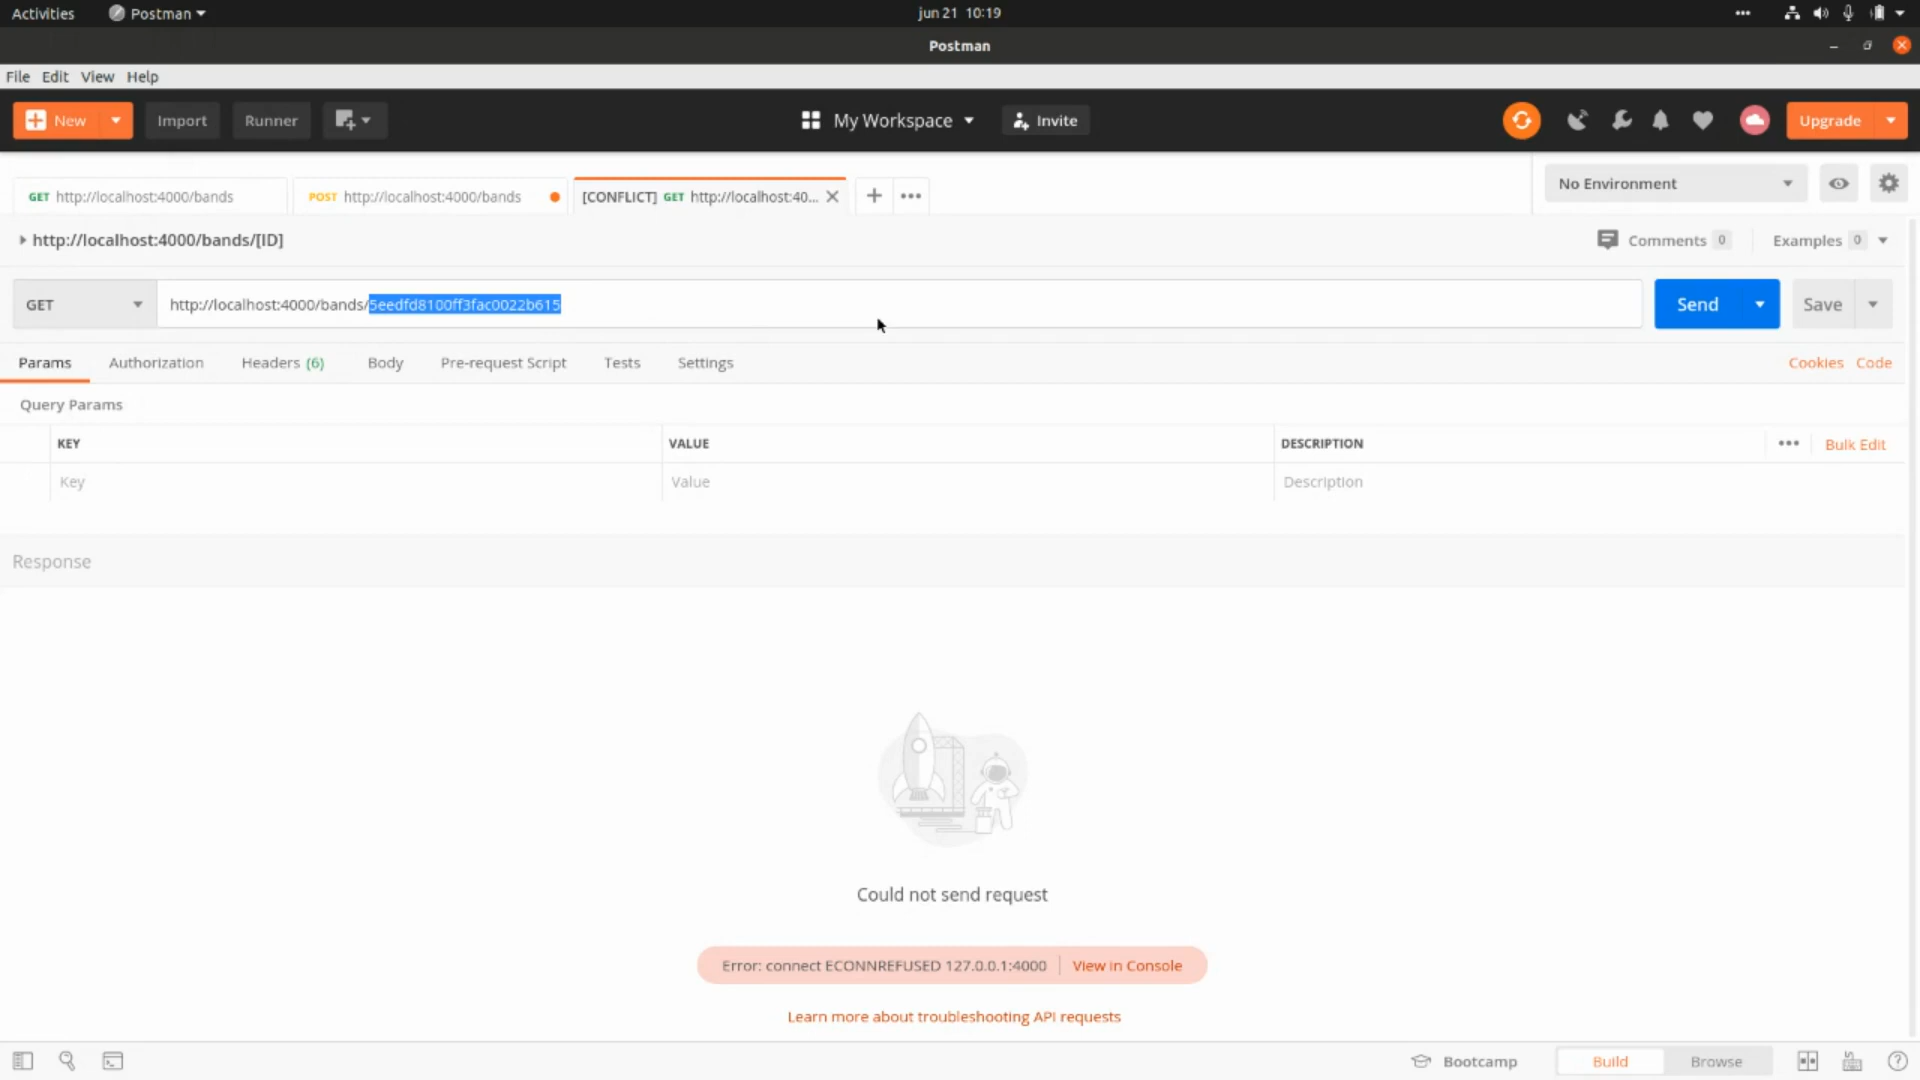 Activities Postman jun 21 10:19
Postman
File Edit View Help
New Import Runner My Workspace Invite Upgrade
GET http://localhost:4000/bands POST http://localhost:4000/bands [CONFLICT] GET http://localhost:40... No Environment
http://localhost:4000/bands/[ID] Comments 0 Examples 0
GET http://localhost:4000/bands/5eedfd8100ff3fac0022b615 Send Save
Params Authorization Headers (6) Body Pre-request Script Tests Settings Cookies Code
Query Params
KEY VALUE DESCRIPTION Bulk Edit
Key Value Description
Response
Could not send request
Error: connect ECONNREFUSED 127.0.0.1:4000 View in Console
Learn more about troubleshooting API requests
Bootcamp Build Browse